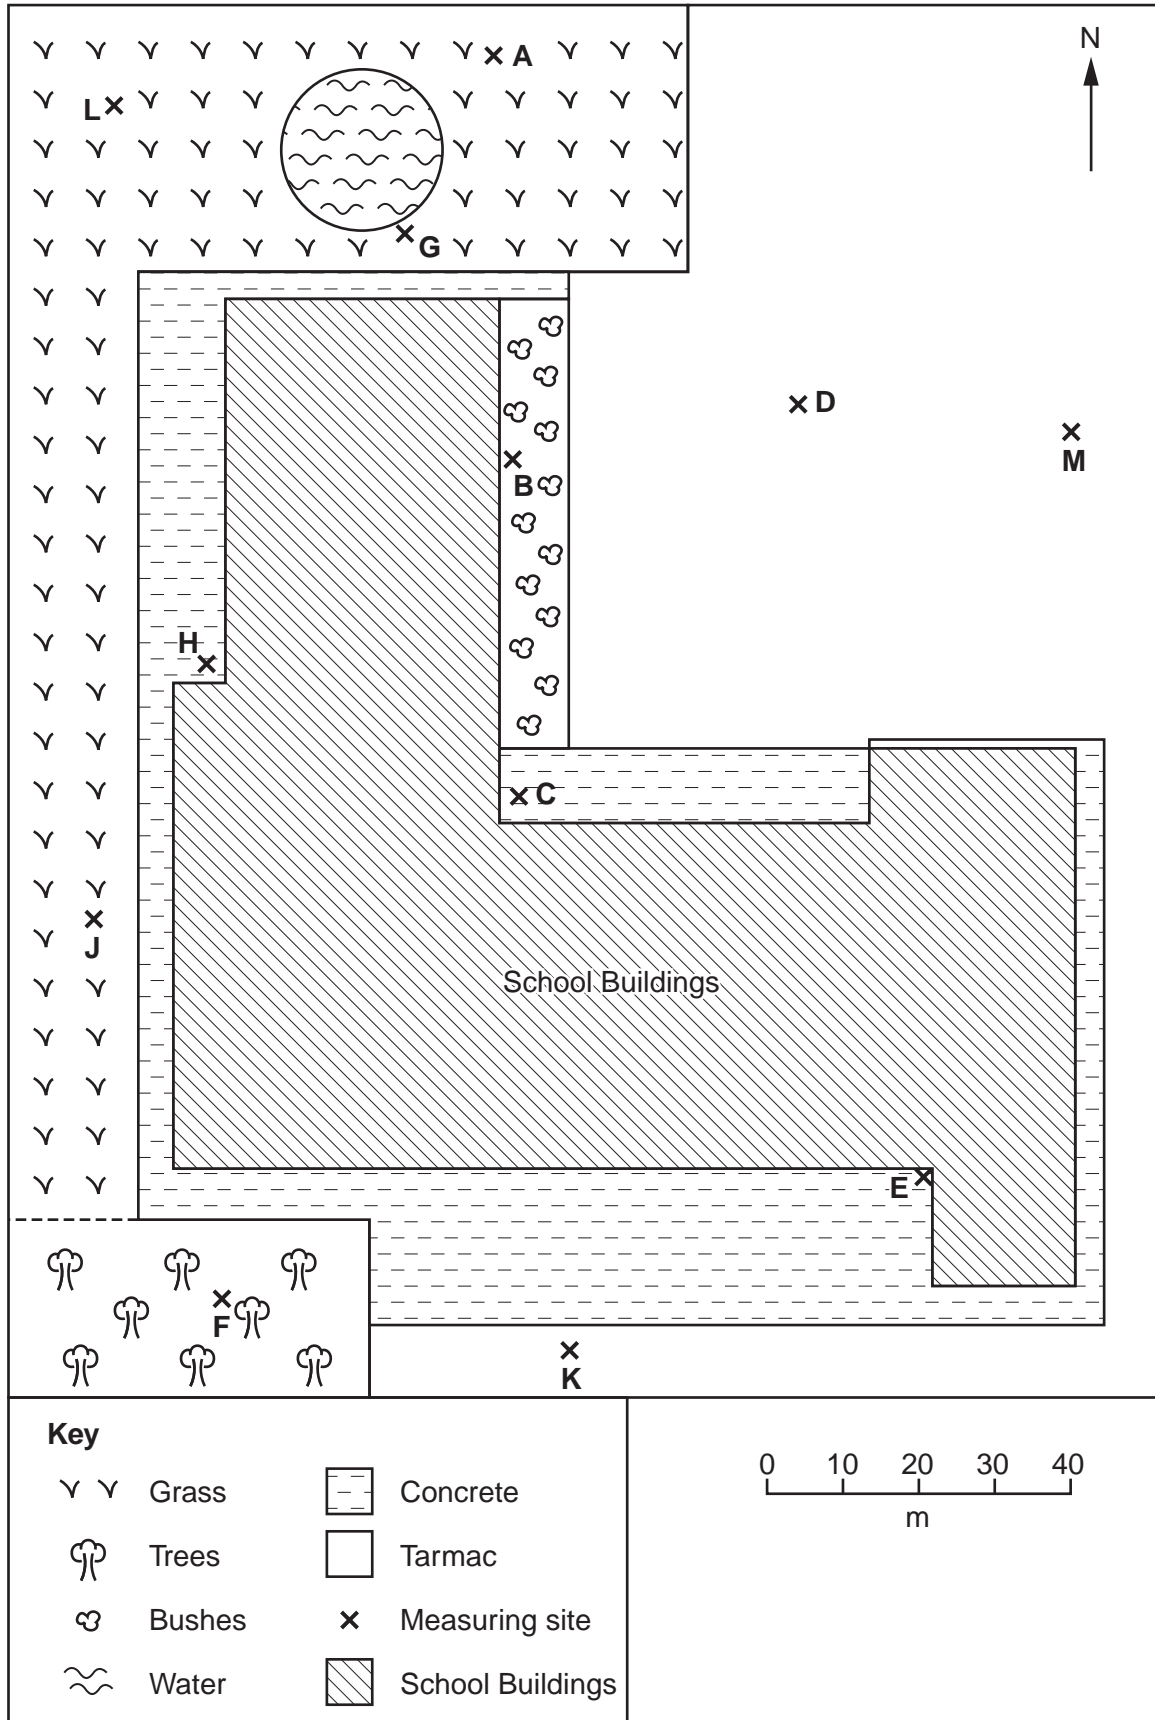 N
A
L
G
D
M
B
H
C
J
School Buildings
E
F
K
Key
Grass
Concrete
Trees
Tarmac
Bushes
Measuring site
Water
School Buildings
0 10 20 30 40
m